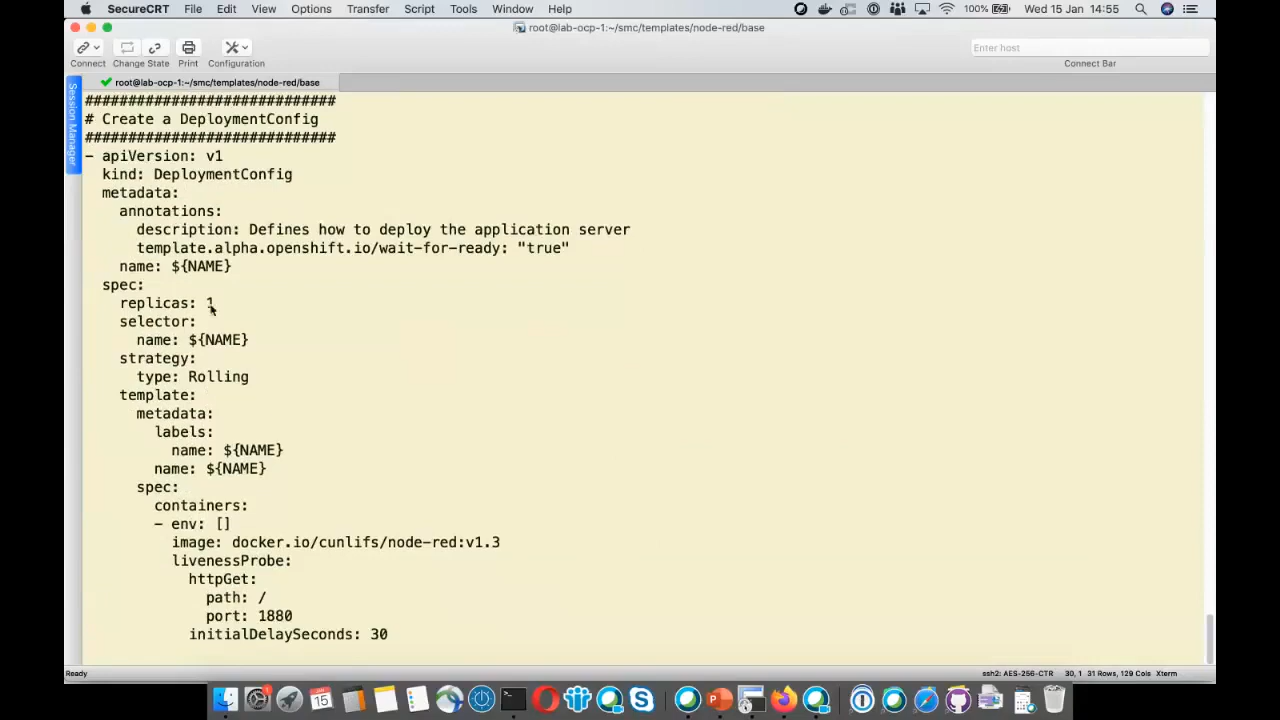 SecureCRT File Edit View Options Transfer Script Tools Window Help 100% Wed 15 Jan 14:55
root@lab-ocp-1:~/smc/templates/node-red/base
Enter host
Connect Change State Print Configuration Connect Bar
root@lab-ocp-1:~/smc/templates/node-red/base
Session Manager
#############################
# Create a DeploymentConfig
#############################
- apiVersion: v1
kind: DeploymentConfig
metadata:
annotations:
description: Defines how to deploy the application server
template.alpha.openshift.io/wait-for-ready: "true"
name: ${NAME}
spec:
replicas: 1
selector:
name: ${NAME}
strategy:
type: Rolling
template:
metadata:
labels:
name: ${NAME}
name: ${NAME}
spec:
containers:
- env: []
image: docker.io/cunlifs/node-red:v1.3
livenessProbe:
httpGet:
path: /
port: 1880
initialDelaySeconds: 30
Ready ssh2: AES-256-CTR 30, 1 31 Rows, 129 Cols Xterm
15